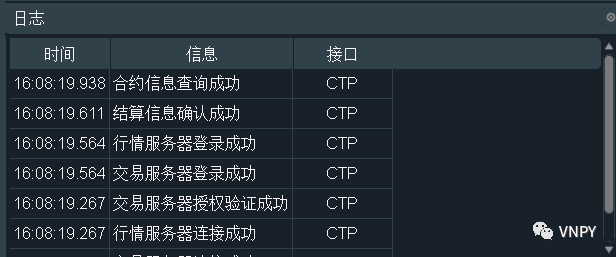 日志
时间 信息 接口
16:08:19.938 合约信息查询成功 CTP
16:08:19.611 结算信息确认成功 CTP
16:08:19.564 行情服务器登录成功 CTP
16:08:19.564 交易服务器登录成功 CTP
16:08:19.267 交易服务器授权验证成功 CTP
16:08:19.267 行情服务器连接成功 CTP
VNPY